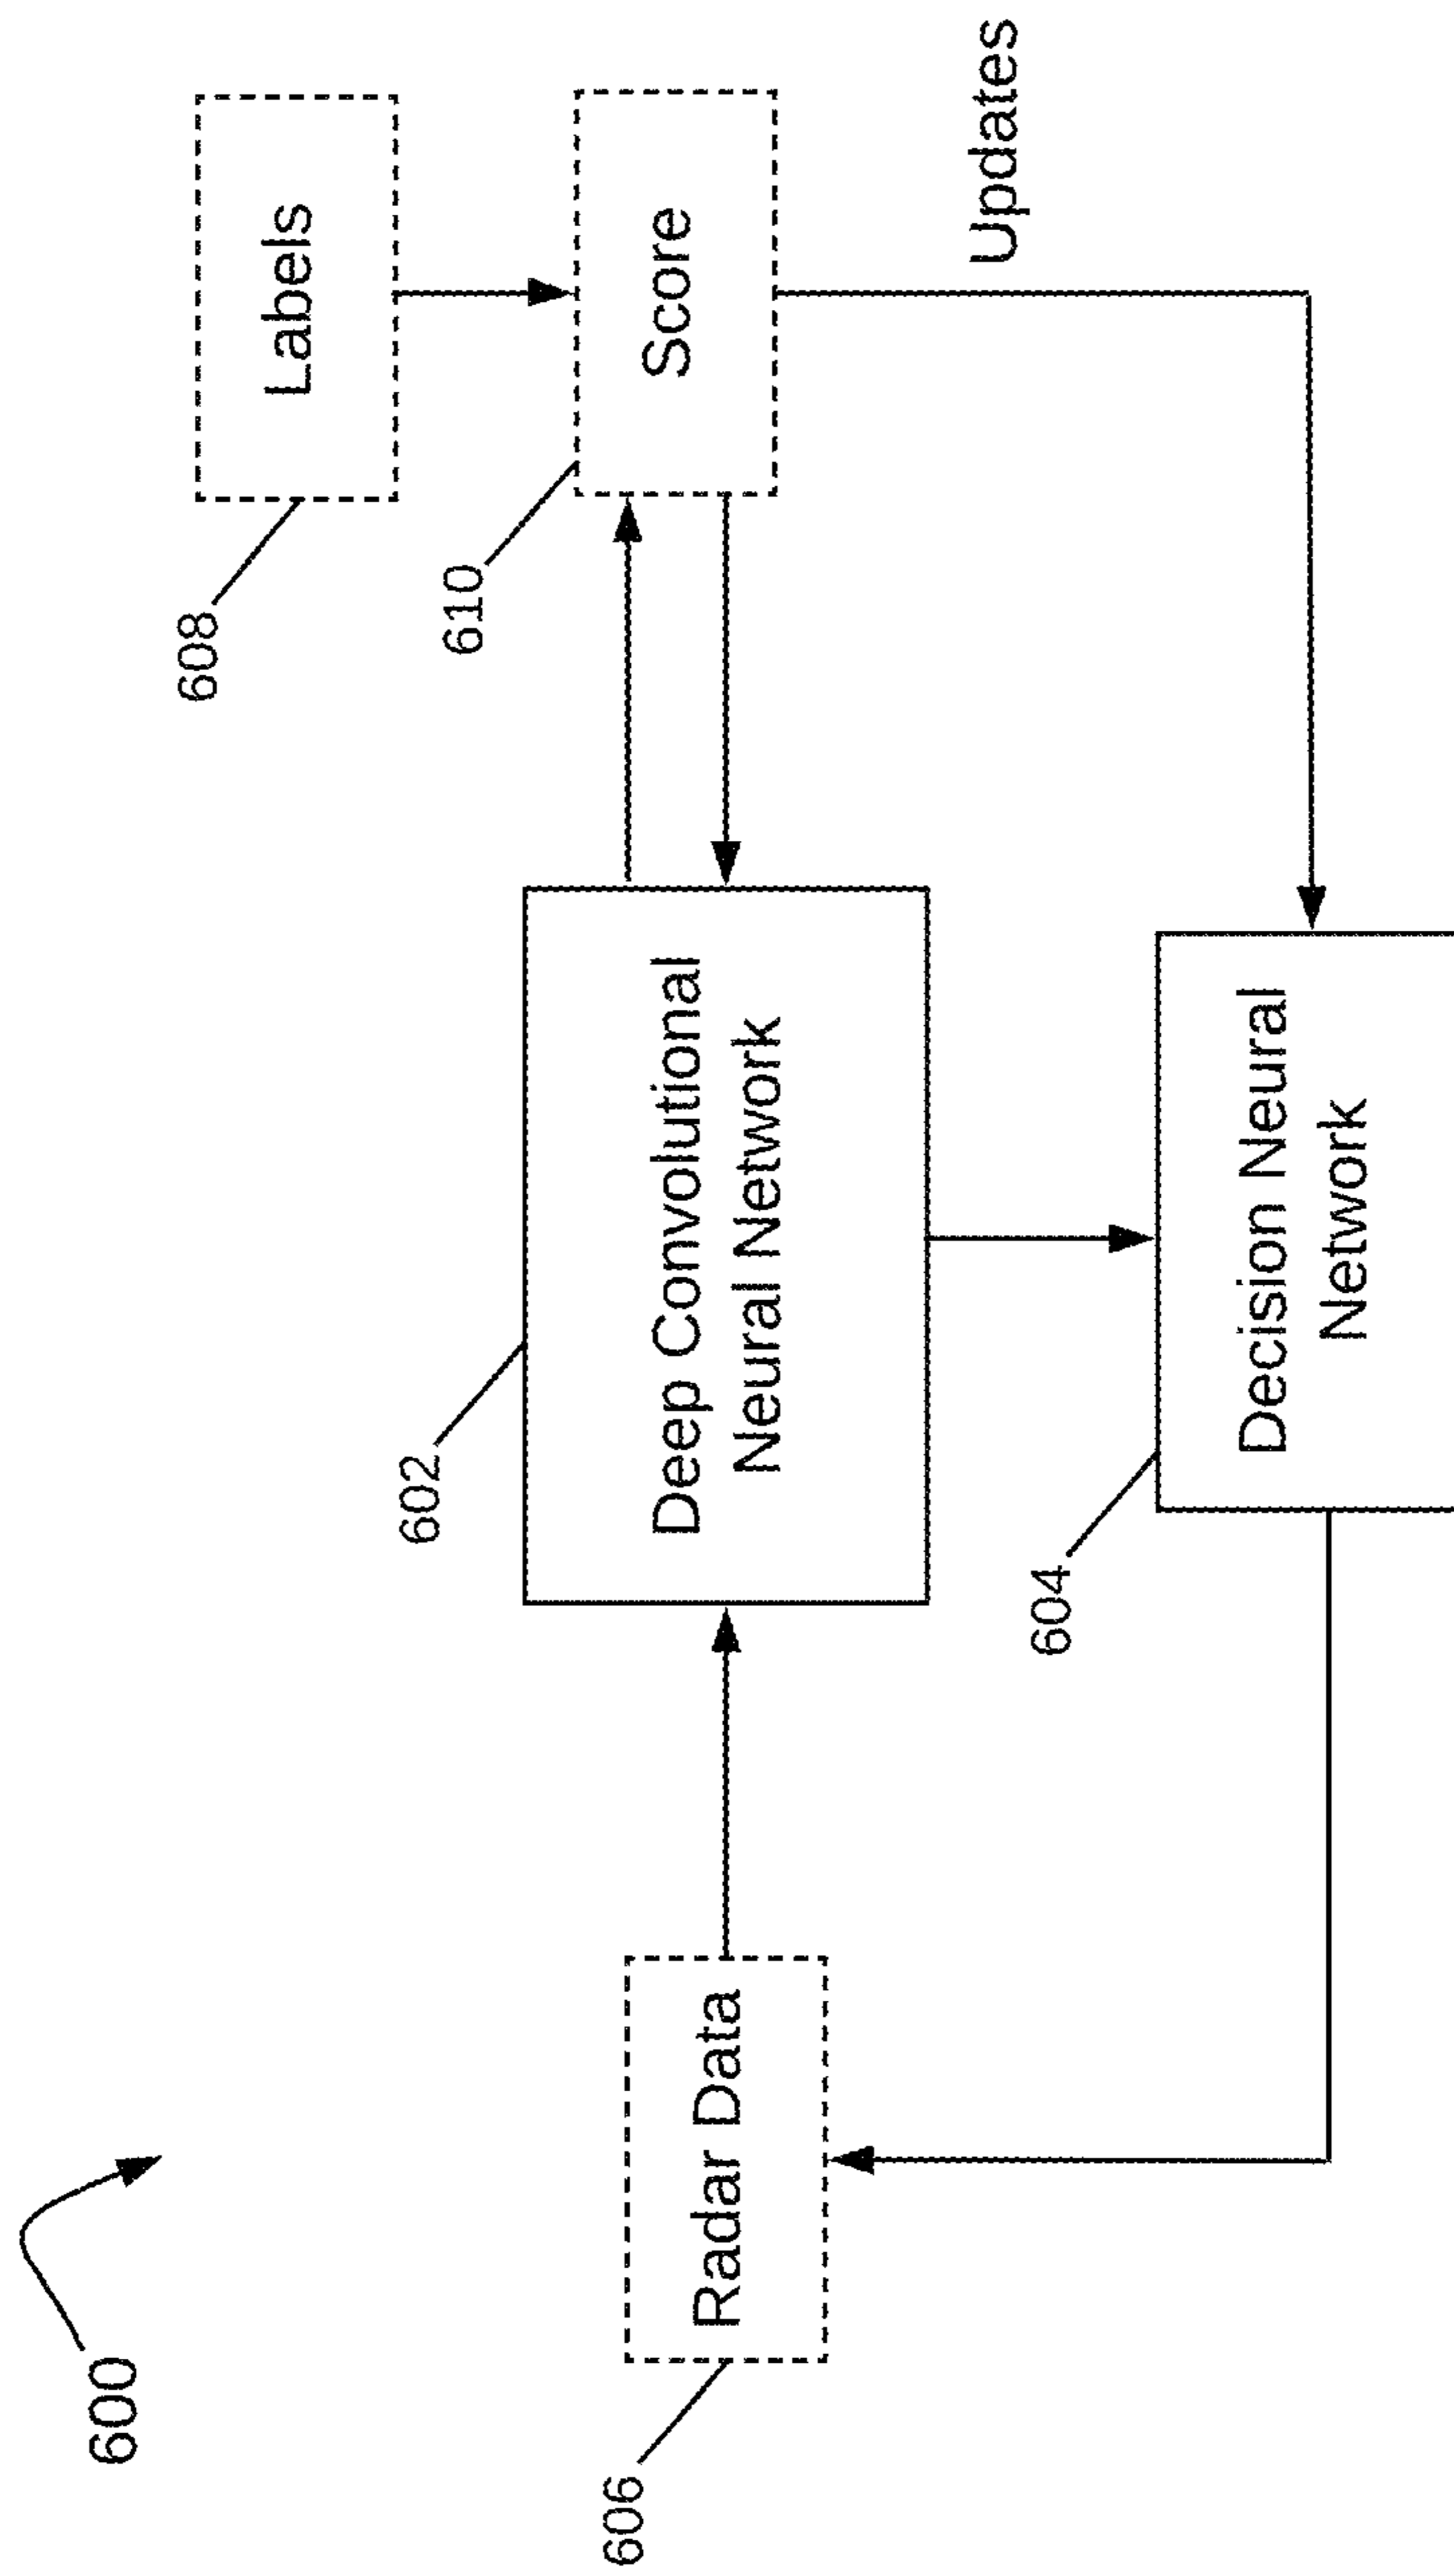 600
608
Labels
610
Score
602
Deep Convolutional
Neural Network
606
Radar Data
Updates
604
Decision Neural
Network